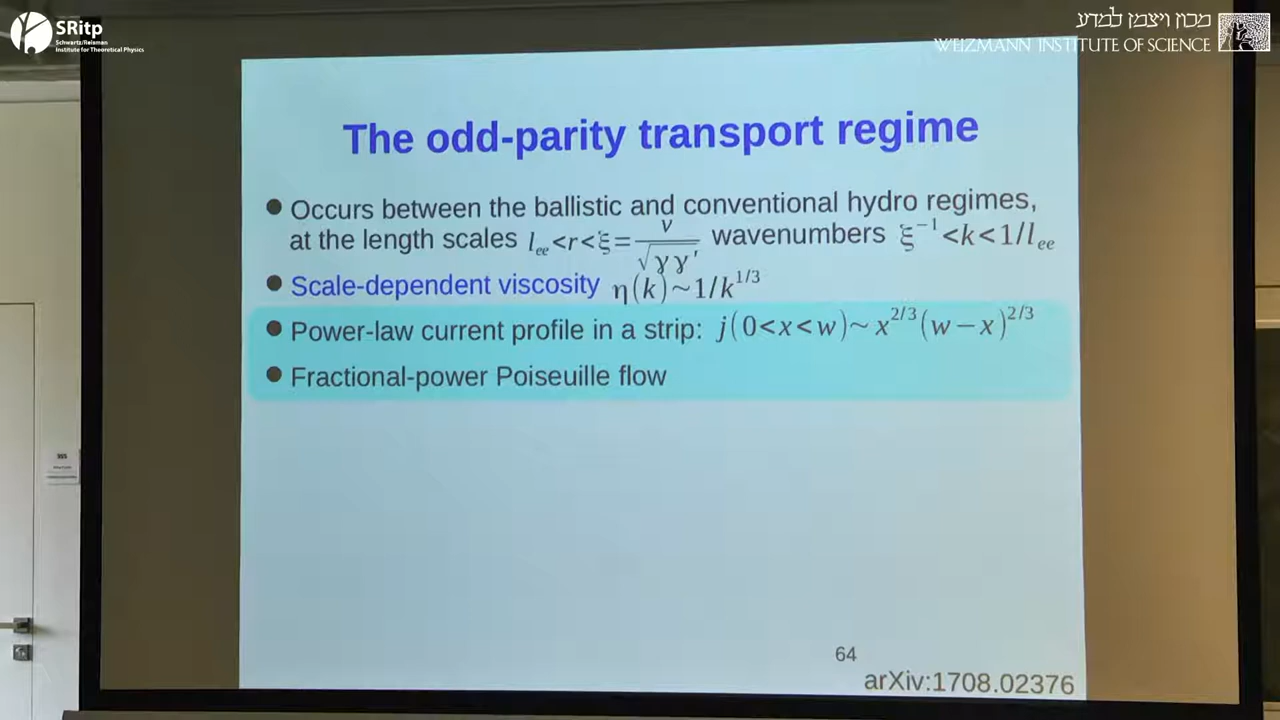 SRitp
Schwartz/Reisman
Institute for Theoretical Physics
מכון ויצמן למדע
WEIZMANN INSTITUTE OF SCIENCE
The odd-parity transport regime
● Occurs between the ballistic and conventional hydro regimes,
at the length scales l_ee<r<ξ=v/√γγ' wavenumbers ξ^−1<k<1/l_ee
● Scale-dependent viscosity η(k)~1/k^1/3
● Power-law current profile in a strip: j(0<x<w)~x^2/3(w−x)^2/3
● Fractional-power Poiseuille flow
64
arXiv:1708.02376